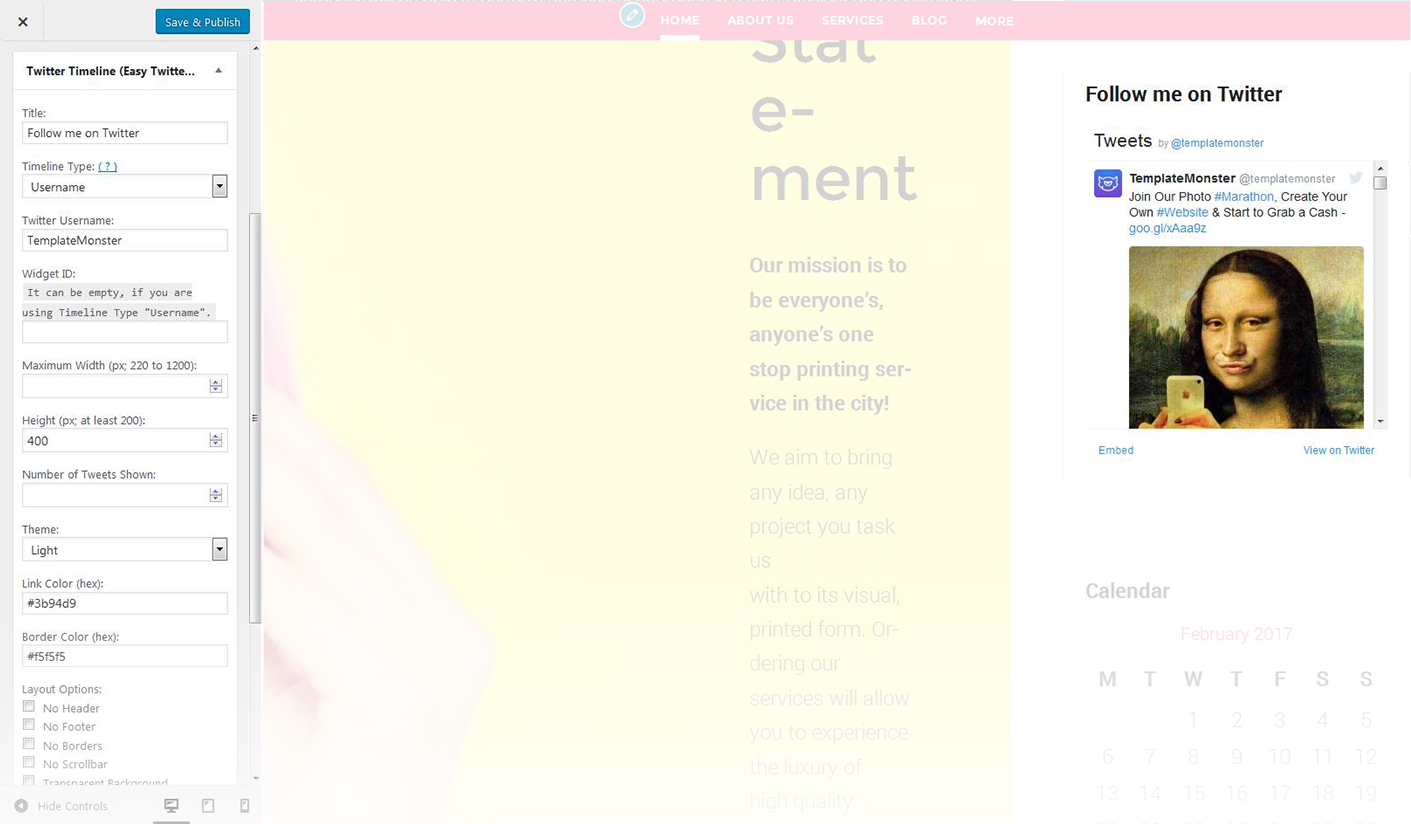 Save & Publish
Twitter Timeline (Easy Twitte...
Title:
Follow me on Twitter
Timeline Type: ( ? )
Username
Twitter Username:
TemplateMonster
Widget ID:
It can be empty, if you are
using Timeline Type "Username".
Maximum Width (px; 220 to 1200):
Height (px; at least 200):
400
Number of Tweets Shown:
Theme:
Light
Link Color (hex):
#3b94d9
Border Color (hex):
#f5f5f5
Layout Options:
No Header
No Footer
No Borders
No Scrollbar
Transparent Background
Hide Controls
HOME ABOUT US SERVICES BLOG MORE
Stat
e-
ment
Our mission is to
be everyone's,
anyone's one
stop printing ser-
vice in the city!
We aim to bring
any idea, any
project you task
us
with to its visual,
printed form. Or-
dering our
services will allow
you to experience
the luxury of
high quality
Follow me on Twitter
Tweets by @templatemonster
TemplateMonster @templatemonster
Join Our Photo #Marathon, Create Your
Own #Website & Start to Grab a Cash -
goo.gl/xAaa9z
Embed View on Twitter
Calendar
February 2017
M T W T F S S
1 2 3 4 5
6 7 8 9 10 11 12
13 14 15 16 17 18 19